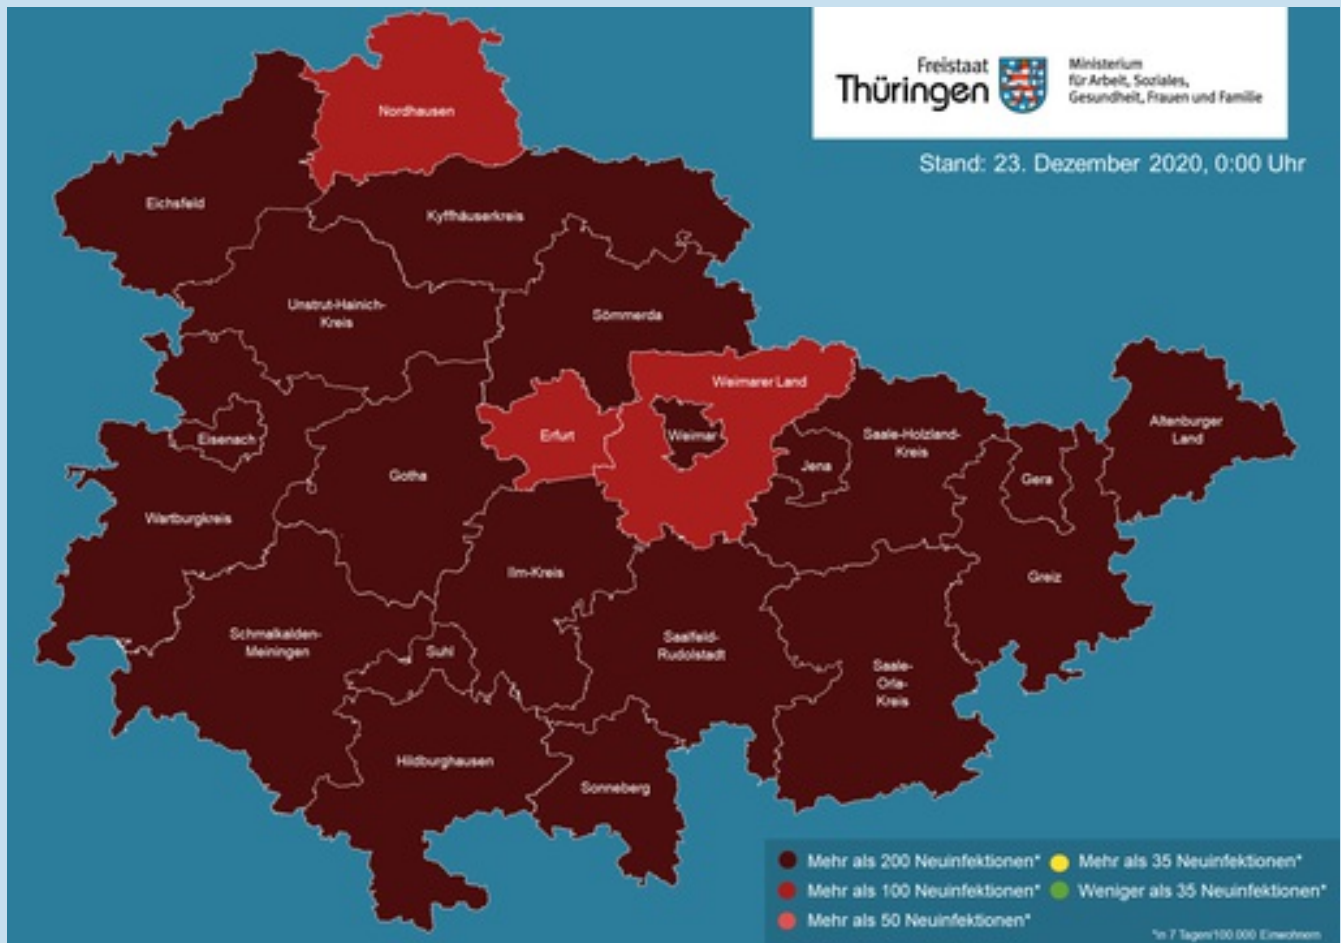 Freistaat
Thüringen
Ministerium
für Arbeit, Soziales,
Gesundheit, Frauen und Familie
Stand: 23. Dezember 2020, 0:00 Uhr
Nordhausen
Eichsfeld
Kyffhäuserkreis
Unstrut-Hainich-
Kreis
Sömmerda
Weimarer Land
Eisenach
Erfurt
Weimar
Saale-Holzland-
Kreis
Altenburger
Land
Gotha
Jena
Gera
Wartburgkreis
Ilm-Kreis
Greiz
Schmalkalden-
Meiningen
Suhl
Saalfeld-
Rudolstadt
Saale-
Orla-
Kreis
Hildburghausen
Sonneberg
Mehr als 200 Neuinfektionen*
Mehr als 100 Neuinfektionen*
Mehr als 50 Neuinfektionen*
Mehr als 35 Neuinfektionen*
Weniger als 35 Neuinfektionen*
*in 7 Tagen/100 000 Einwohnern